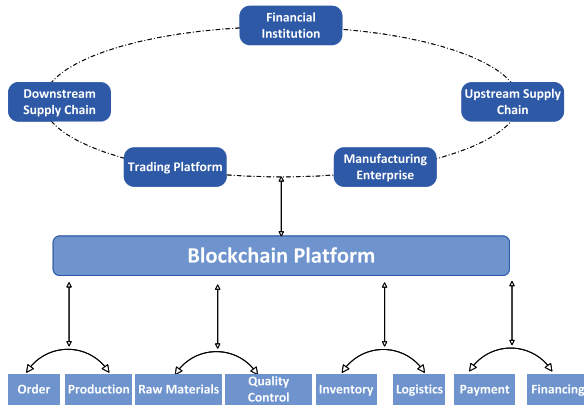 Financial
Institution
Downstream
Supply Chain
Upstream Supply
Chain
Trading Platform
Manufacturing
Enterprise
Blockchain Platform
Order
Production
Raw Materials
Quality
Control
Inventory
Logistics
Payment
Financing